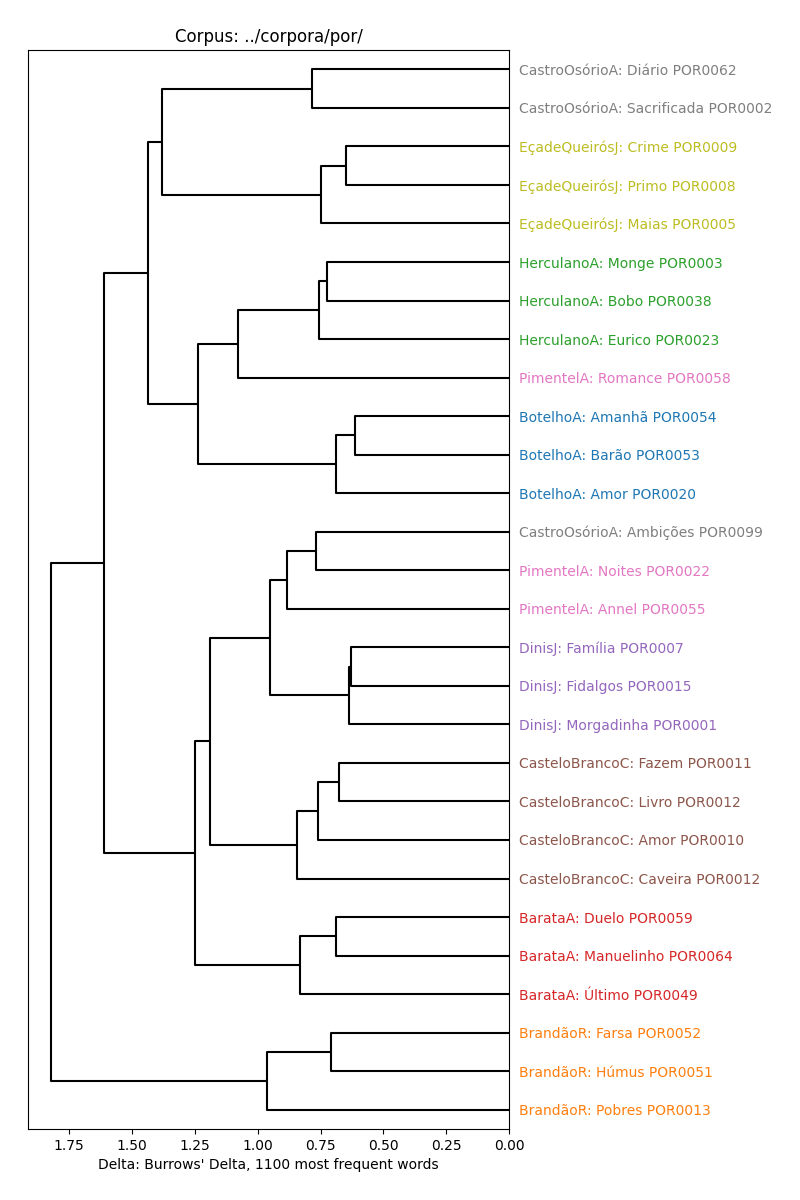 Corpus: ../corpora/por/
CastroOsórioA: Diário POR0062
CastroOsórioA: Sacrificada POR0002
EçadeQueirósJ: Crime POR0009
EçadeQueirósJ: Primo POR0008
EçadeQueirósJ: Maias POR0005
HerculanoA: Monge POR0003
HerculanoA: Bobo POR0038
HerculanoA: Eurico POR0023
PimentelA: Romance POR0058
BotelhoA: Amanhã POR0054
BotelhoA: Barão POR0053
BotelhoA: Amor POR0020
CastroOsórioA: Ambições POR0099
PimentelA: Noites POR0022
PimentelA: Annel POR0055
DinisJ: Família POR0007
DinisJ: Fidalgos POR0015
DinisJ: Morgadinha POR0001
CasteloBrancoC: Fazem POR0011
CasteloBrancoC: Livro POR0012
CasteloBrancoC: Amor POR0010
CasteloBrancoC: Caveira POR0012
BarataA: Duelo POR0059
BarataA: Manuelinho POR0064
BarataA: Último POR0049
BrandãoR: Farsa POR0052
BrandãoR: Húmus POR0051
BrandãoR: Pobres POR0013
1.75 1.50 1.25 1.00 0.75 0.50 0.25 0.00
Delta: Burrows' Delta, 1100 most frequent words